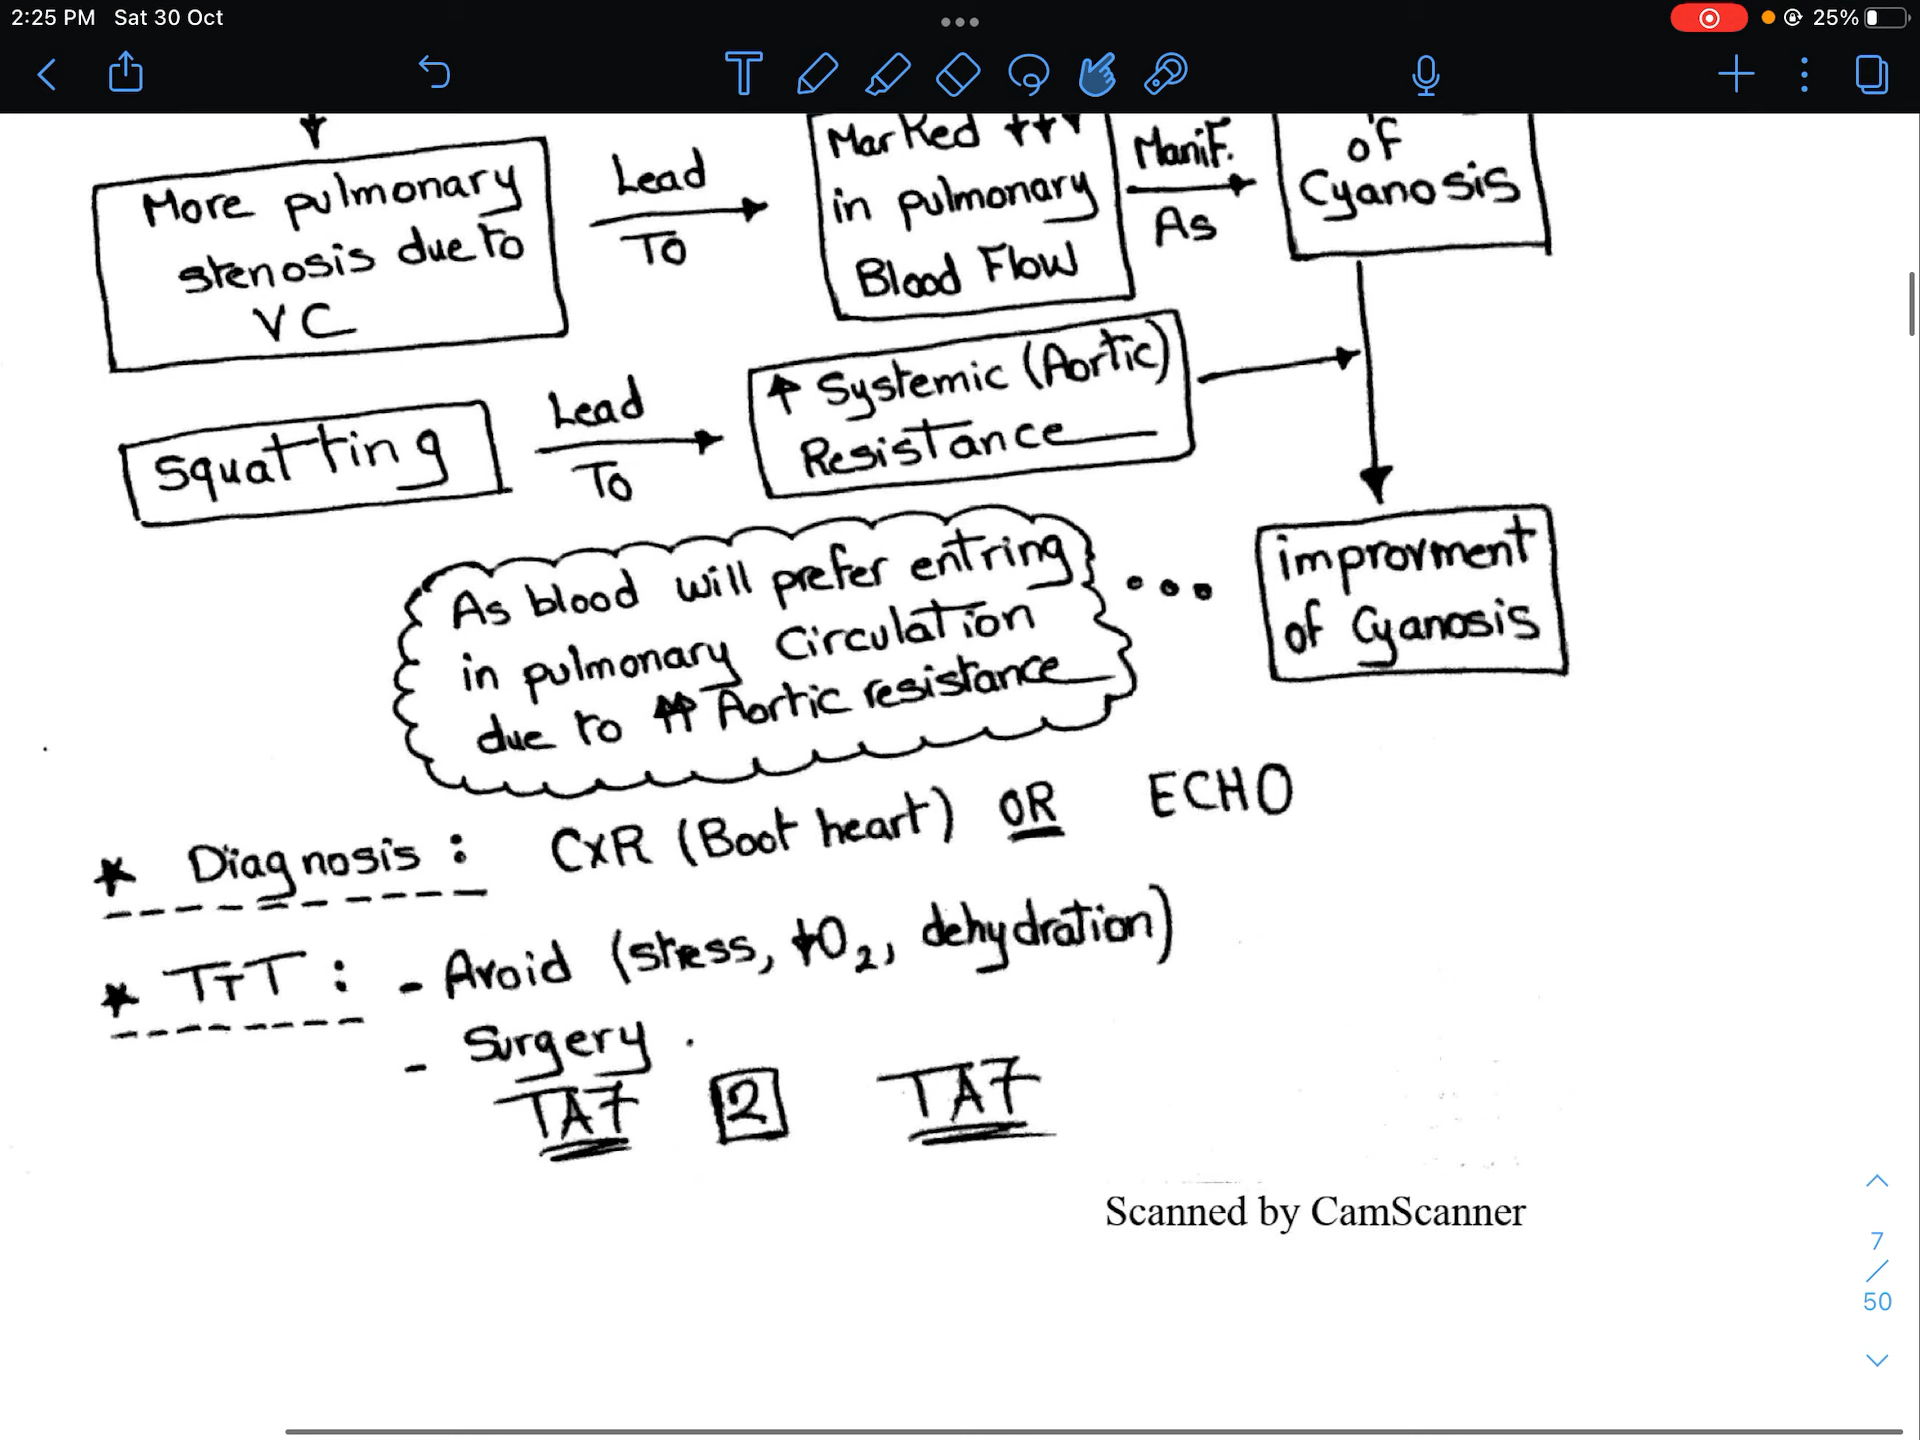 2:25 PM Sat 30 Oct
25%
T
Marked ↓↓↓
in pulmonary
Blood Flow
Manif.
As
of
Cyanosis
More pulmonary
stenosis due to
VC
Lead
To
Squatting
Lead
To
↑ Systemic (Aortic)
Resistance
As blood will prefer entring
in pulmonary Circulation
due to ⇈ Aortic resistance
...
improvment
of Cyanosis
* Diagnosis : CXR (Boot heart) OR ECHO
* TTT : - Avoid (stress, ↓O2, dehydration)
- Surgery .
TA7 2 TA7
Scanned by CamScanner
7
/
50